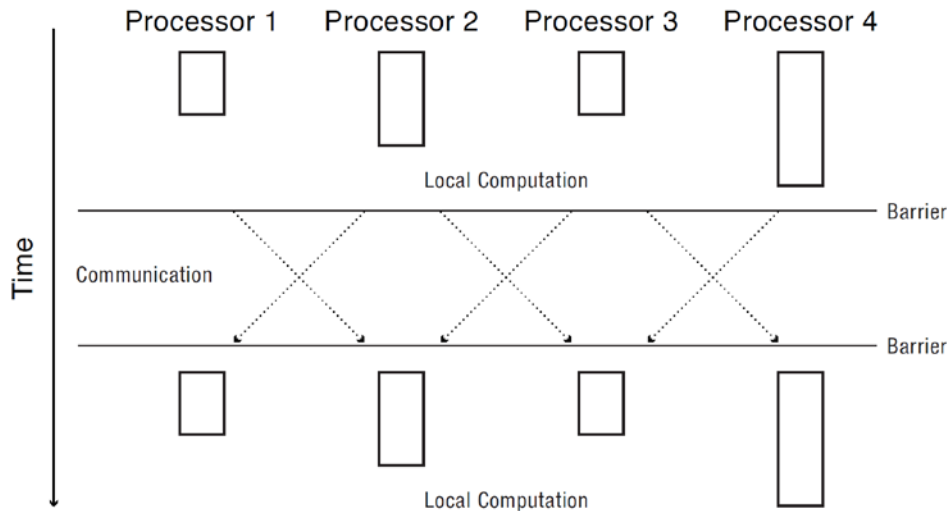 Processor 1 Processor 2 Processor 3 Processor 4
Local Computation
Barrier
Communication
Time
Barrier
Local Computation